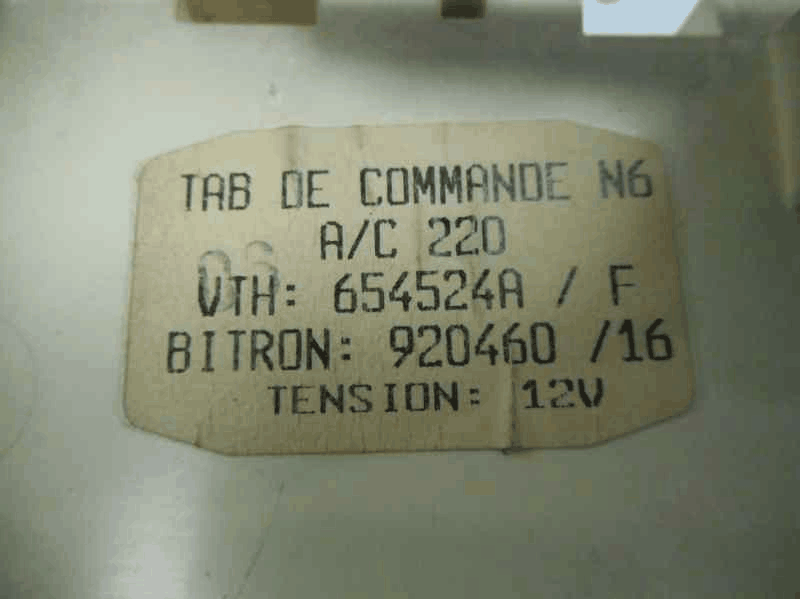 TAB DE COMMANDE N6
A/C 220
VTH: 654524A / F
BITRON: 920460 /16
TENSION: 12V